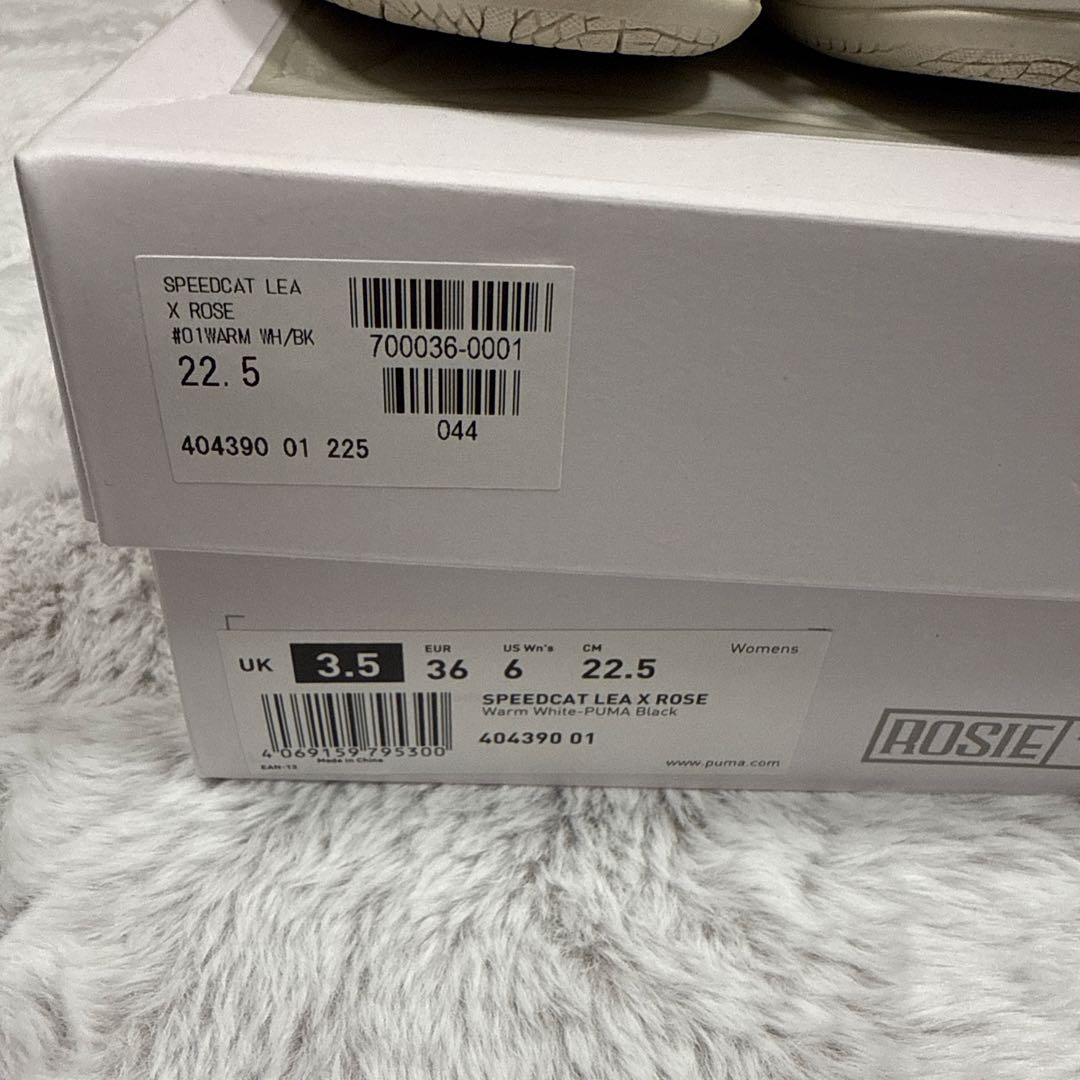 SPEEDCAT LEA
X ROSE
#01WARM WH/BK
22.5
404390 01 225
700036-0001
044
UK 3.5
EUR 36
US Wn's 6
CM 22.5
Womens
SPEEDCAT LEA X ROSE
Warm White-PUMA Black
404390 01
4 069159 795300
EAN-13
Made in China
www.puma.com
ROSIE